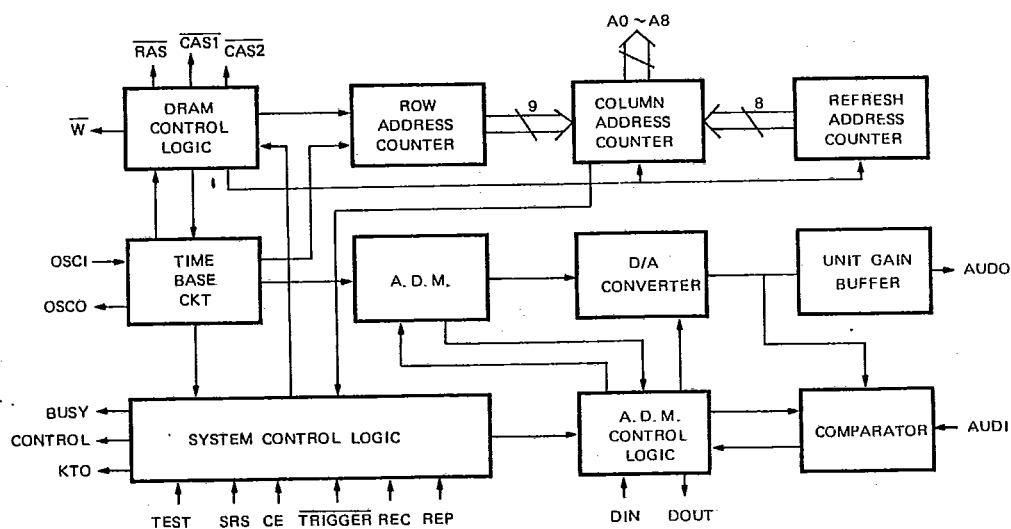 A0 ~ A8
RAS
CAS1
CAS2
W
DRAM
CONTROL
LOGIC
ROW
ADDRESS
COUNTER
9
COLUMN
ADDRESS
COUNTER
8
REFRESH
ADDRESS
COUNTER
OSCI
OSCO
TIME
BASE
CKT
A. D. M.
D/A
CONVERTER
UNIT GAIN
BUFFER
AUDO
BUSY
CONTROL
KTO
SYSTEM CONTROL LOGIC
A. D. M.
CONTROL
LOGIC
COMPARATOR
AUDI
TEST
SRS
CE
TRIGGER
REC
REP
DIN
DOUT